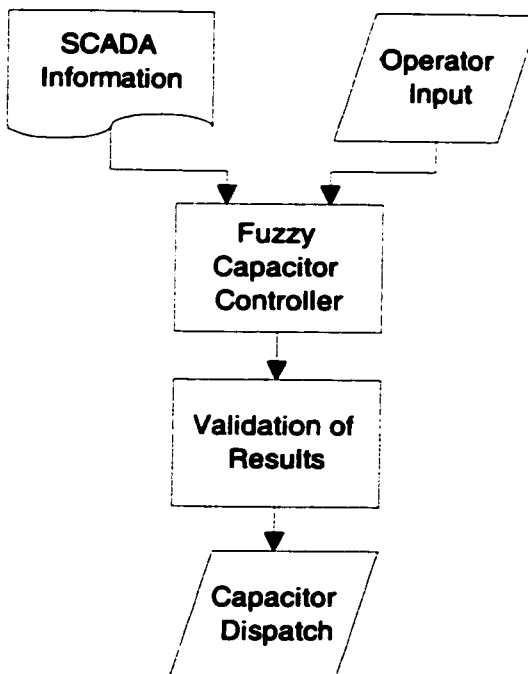 SCADA
Information
Operator
Input
Fuzzy
Capacitor
Controller
Validation of
Results
Capacitor
Dispatch